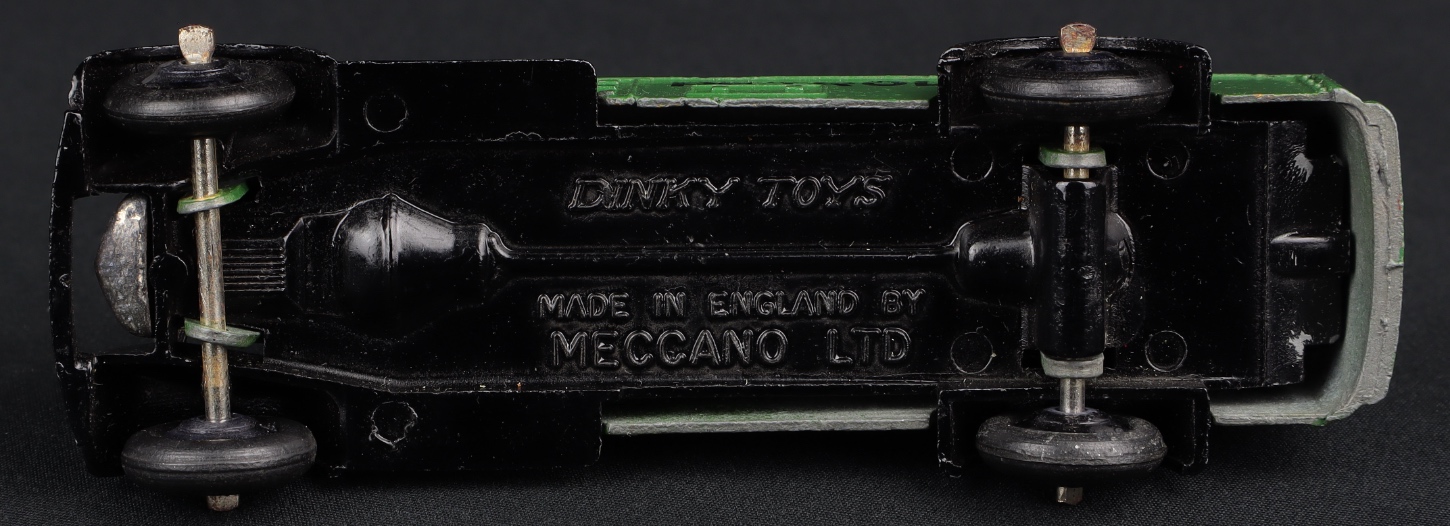 DINKY TOYS
MADE IN ENGLAND BY
MECCANO LTD